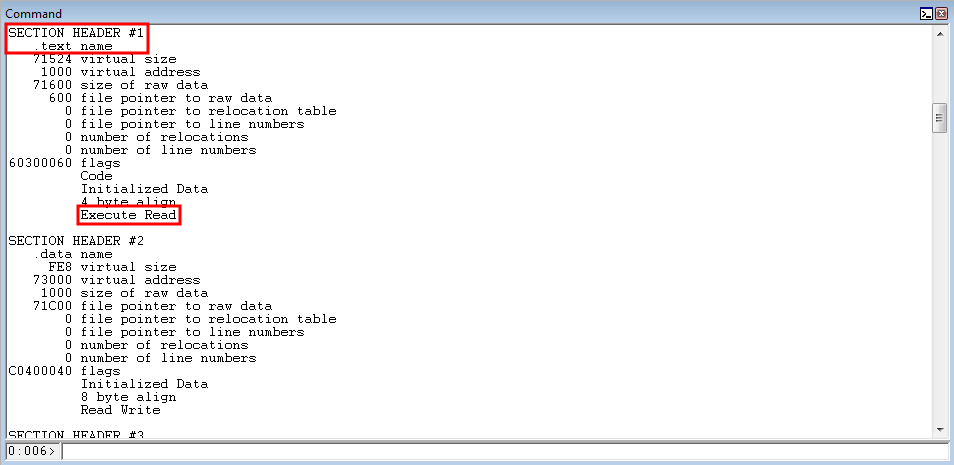 Command
SECTION HEADER #1
.text name
71524 virtual size
1000 virtual address
71600 size of raw data
600 file pointer to raw data
0 file pointer to relocation table
0 file pointer to line numbers
0 number of relocations
0 number of line numbers
60300060 flags
Code
Initialized Data
4 byte align
Execute Read
SECTION HEADER #2
.data name
FE8 virtual size
73000 virtual address
1000 size of raw data
71C00 file pointer to raw data
0 file pointer to relocation table
0 file pointer to line numbers
0 number of relocations
0 number of line numbers
C0400040 flags
Initialized Data
8 byte align
Read Write
SECTION HEADER #3
0:006>